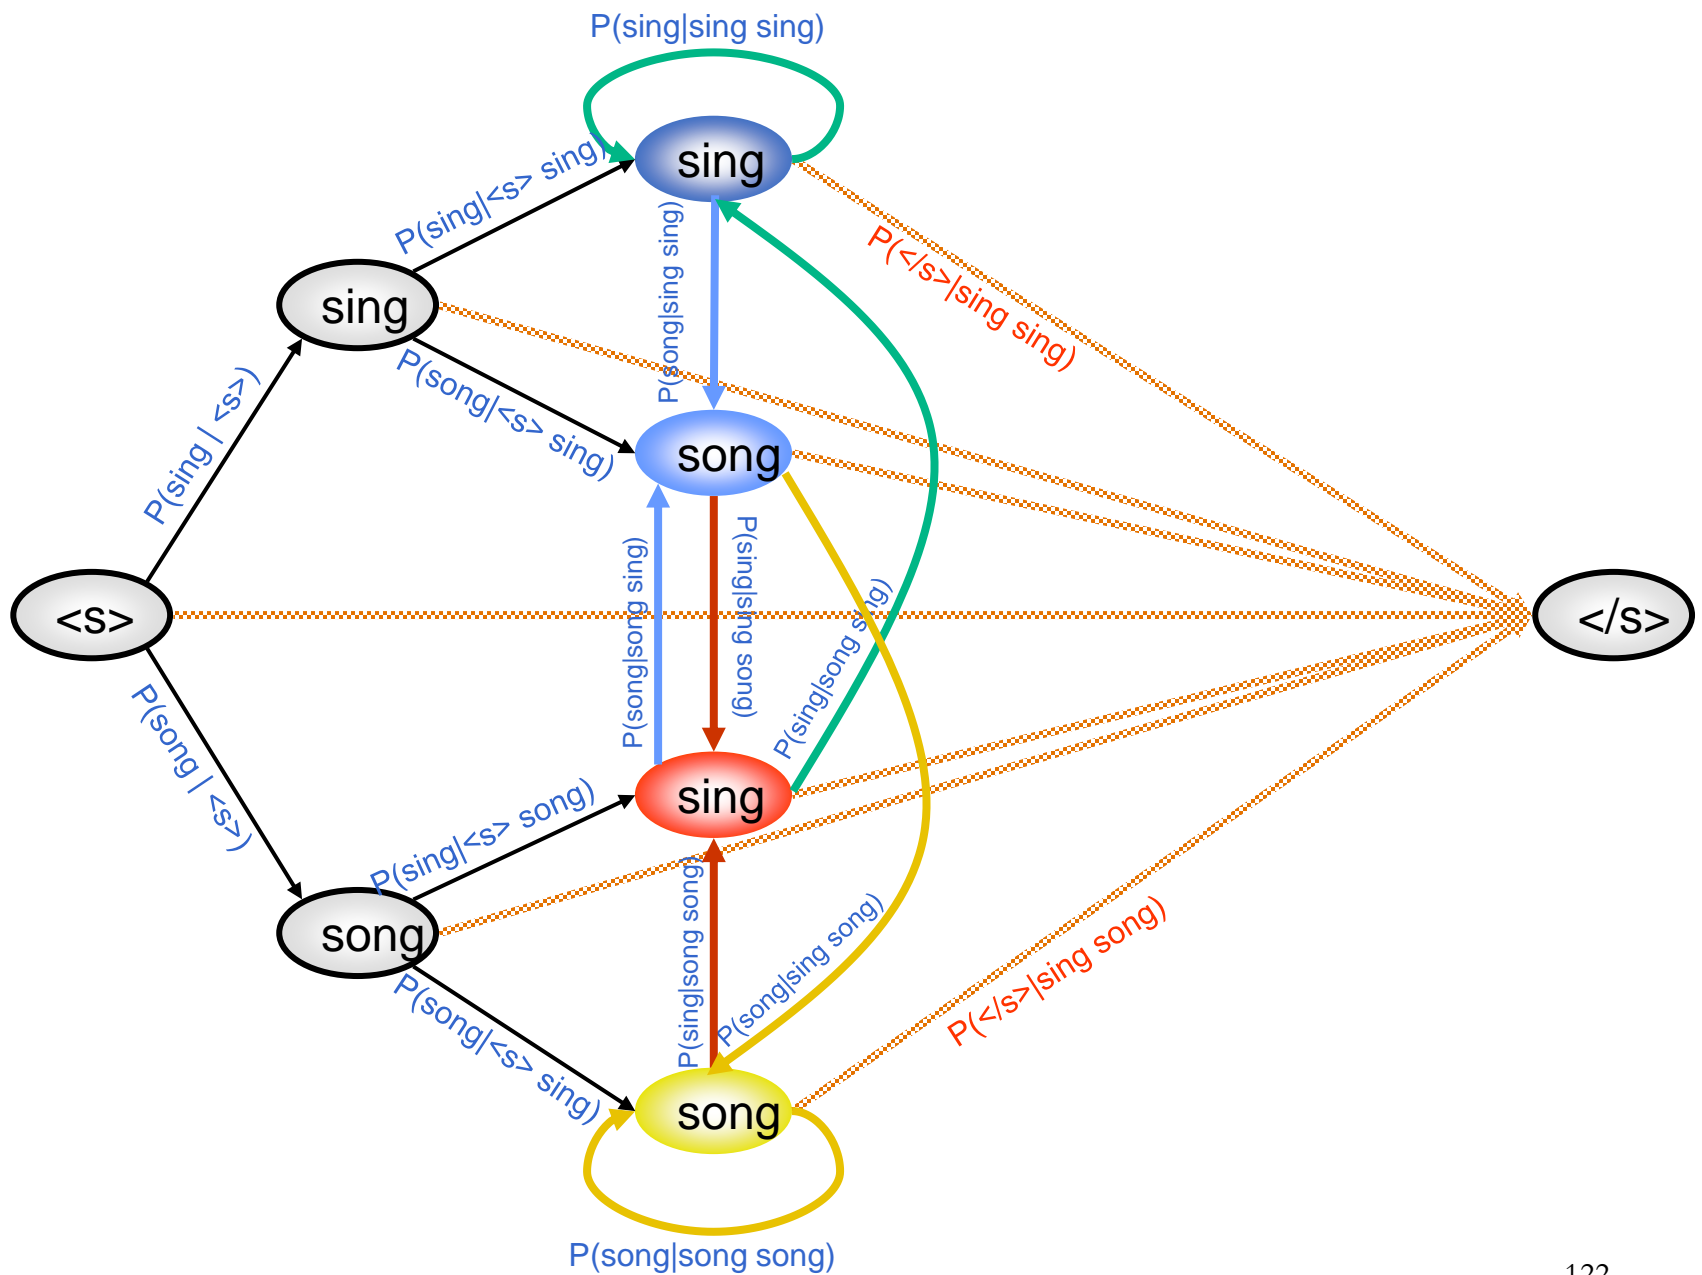 P(sing|sing sing)
sing
P(sing|<s> sing)
P(song|sing sing)
P(</s>|sing sing)
sing
P(song|<s> sing)
P(sing | <s>)
song
P(song|song sing)
P(sing|sing song)
P(sing|song sing)
<s>
</s>
P(song | <s>)
sing
P(sing|<s> song)
P(sing|song song)
P(song|sing song)
P(</s>|sing song)
song
P(song|<s> sing)
song
P(song|song song)
122